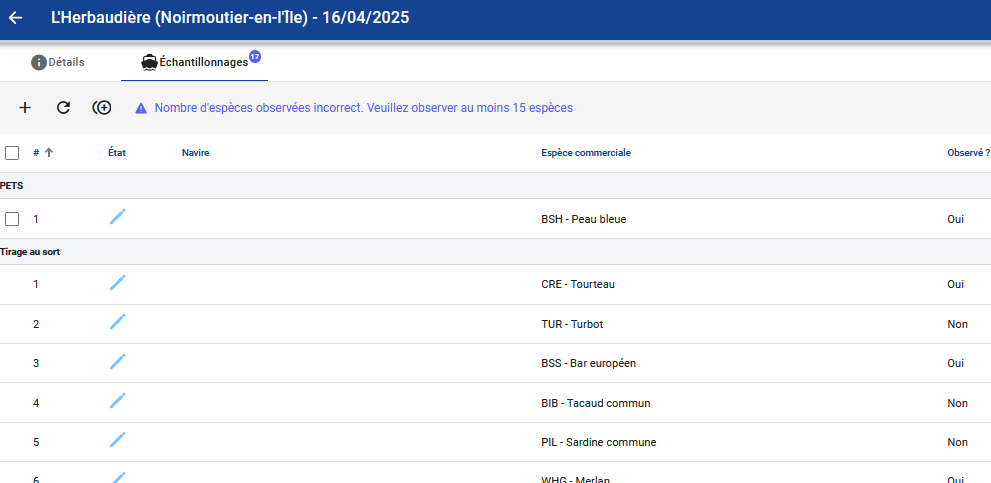 L'Herbaudière (Noirmoutier-en-l'Île) - 16/04/2025
Détails
Échantillonnages 17
Nombre d'espèces observées incorrect. Veuillez observer au moins 15 espèces
# État Navire Espèce commerciale Observé ?
PETS
1 BSH - Peau bleue Oui
Tirage au sort
1 CRE - Tourteau Oui
2 TUR - Turbot Non
3 BSS - Bar européen Oui
4 BIB - Tacaud commun Non
5 PIL - Sardine commune Non
6 WHG - Merlan Oui